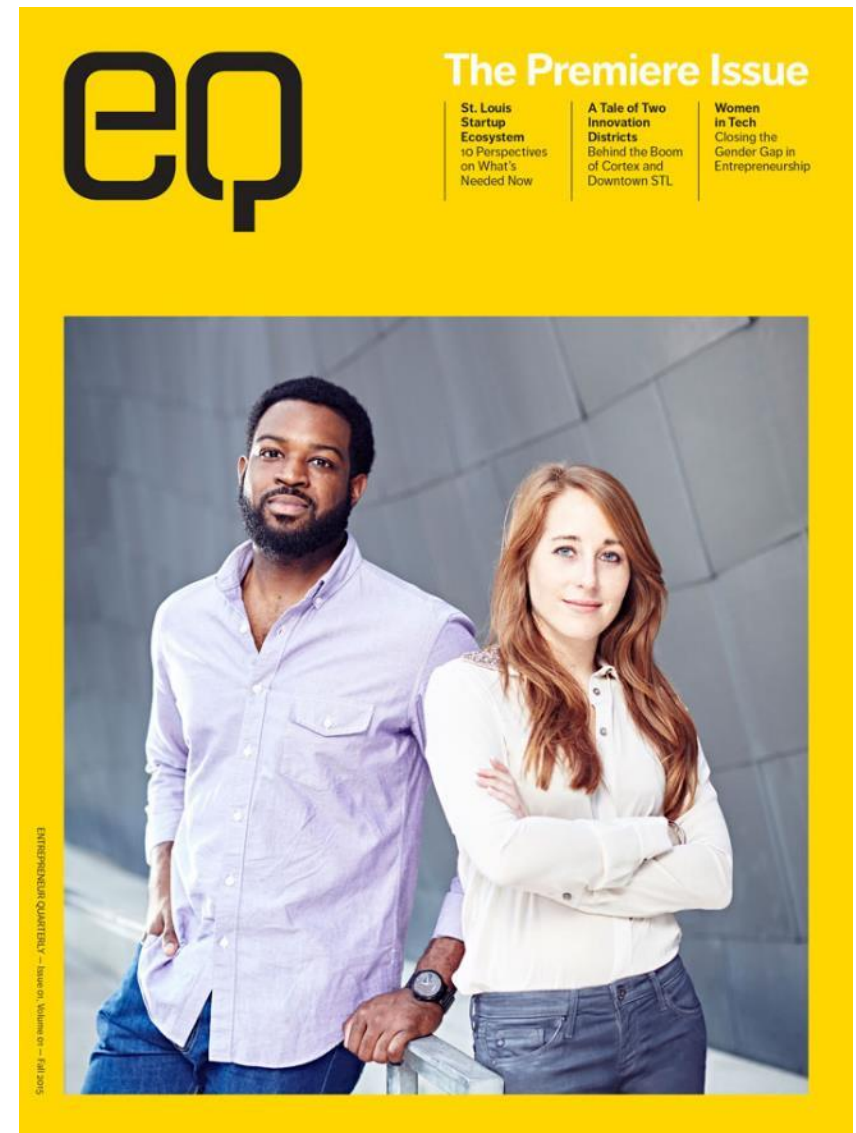 eq
The Premiere Issue
St. Louis
Startup
Ecosystem
10 Perspectives
on What's
Needed Now
A Tale of Two
Innovation
Districts
Behind the Boom
of Cortex and
Downtown STL
Women
in Tech
Closing the
Gender Gap in
Entrepreneurship
ENTREPRENEUR QUARTERLY — Issue 01, Volume 01 — Fall 2015